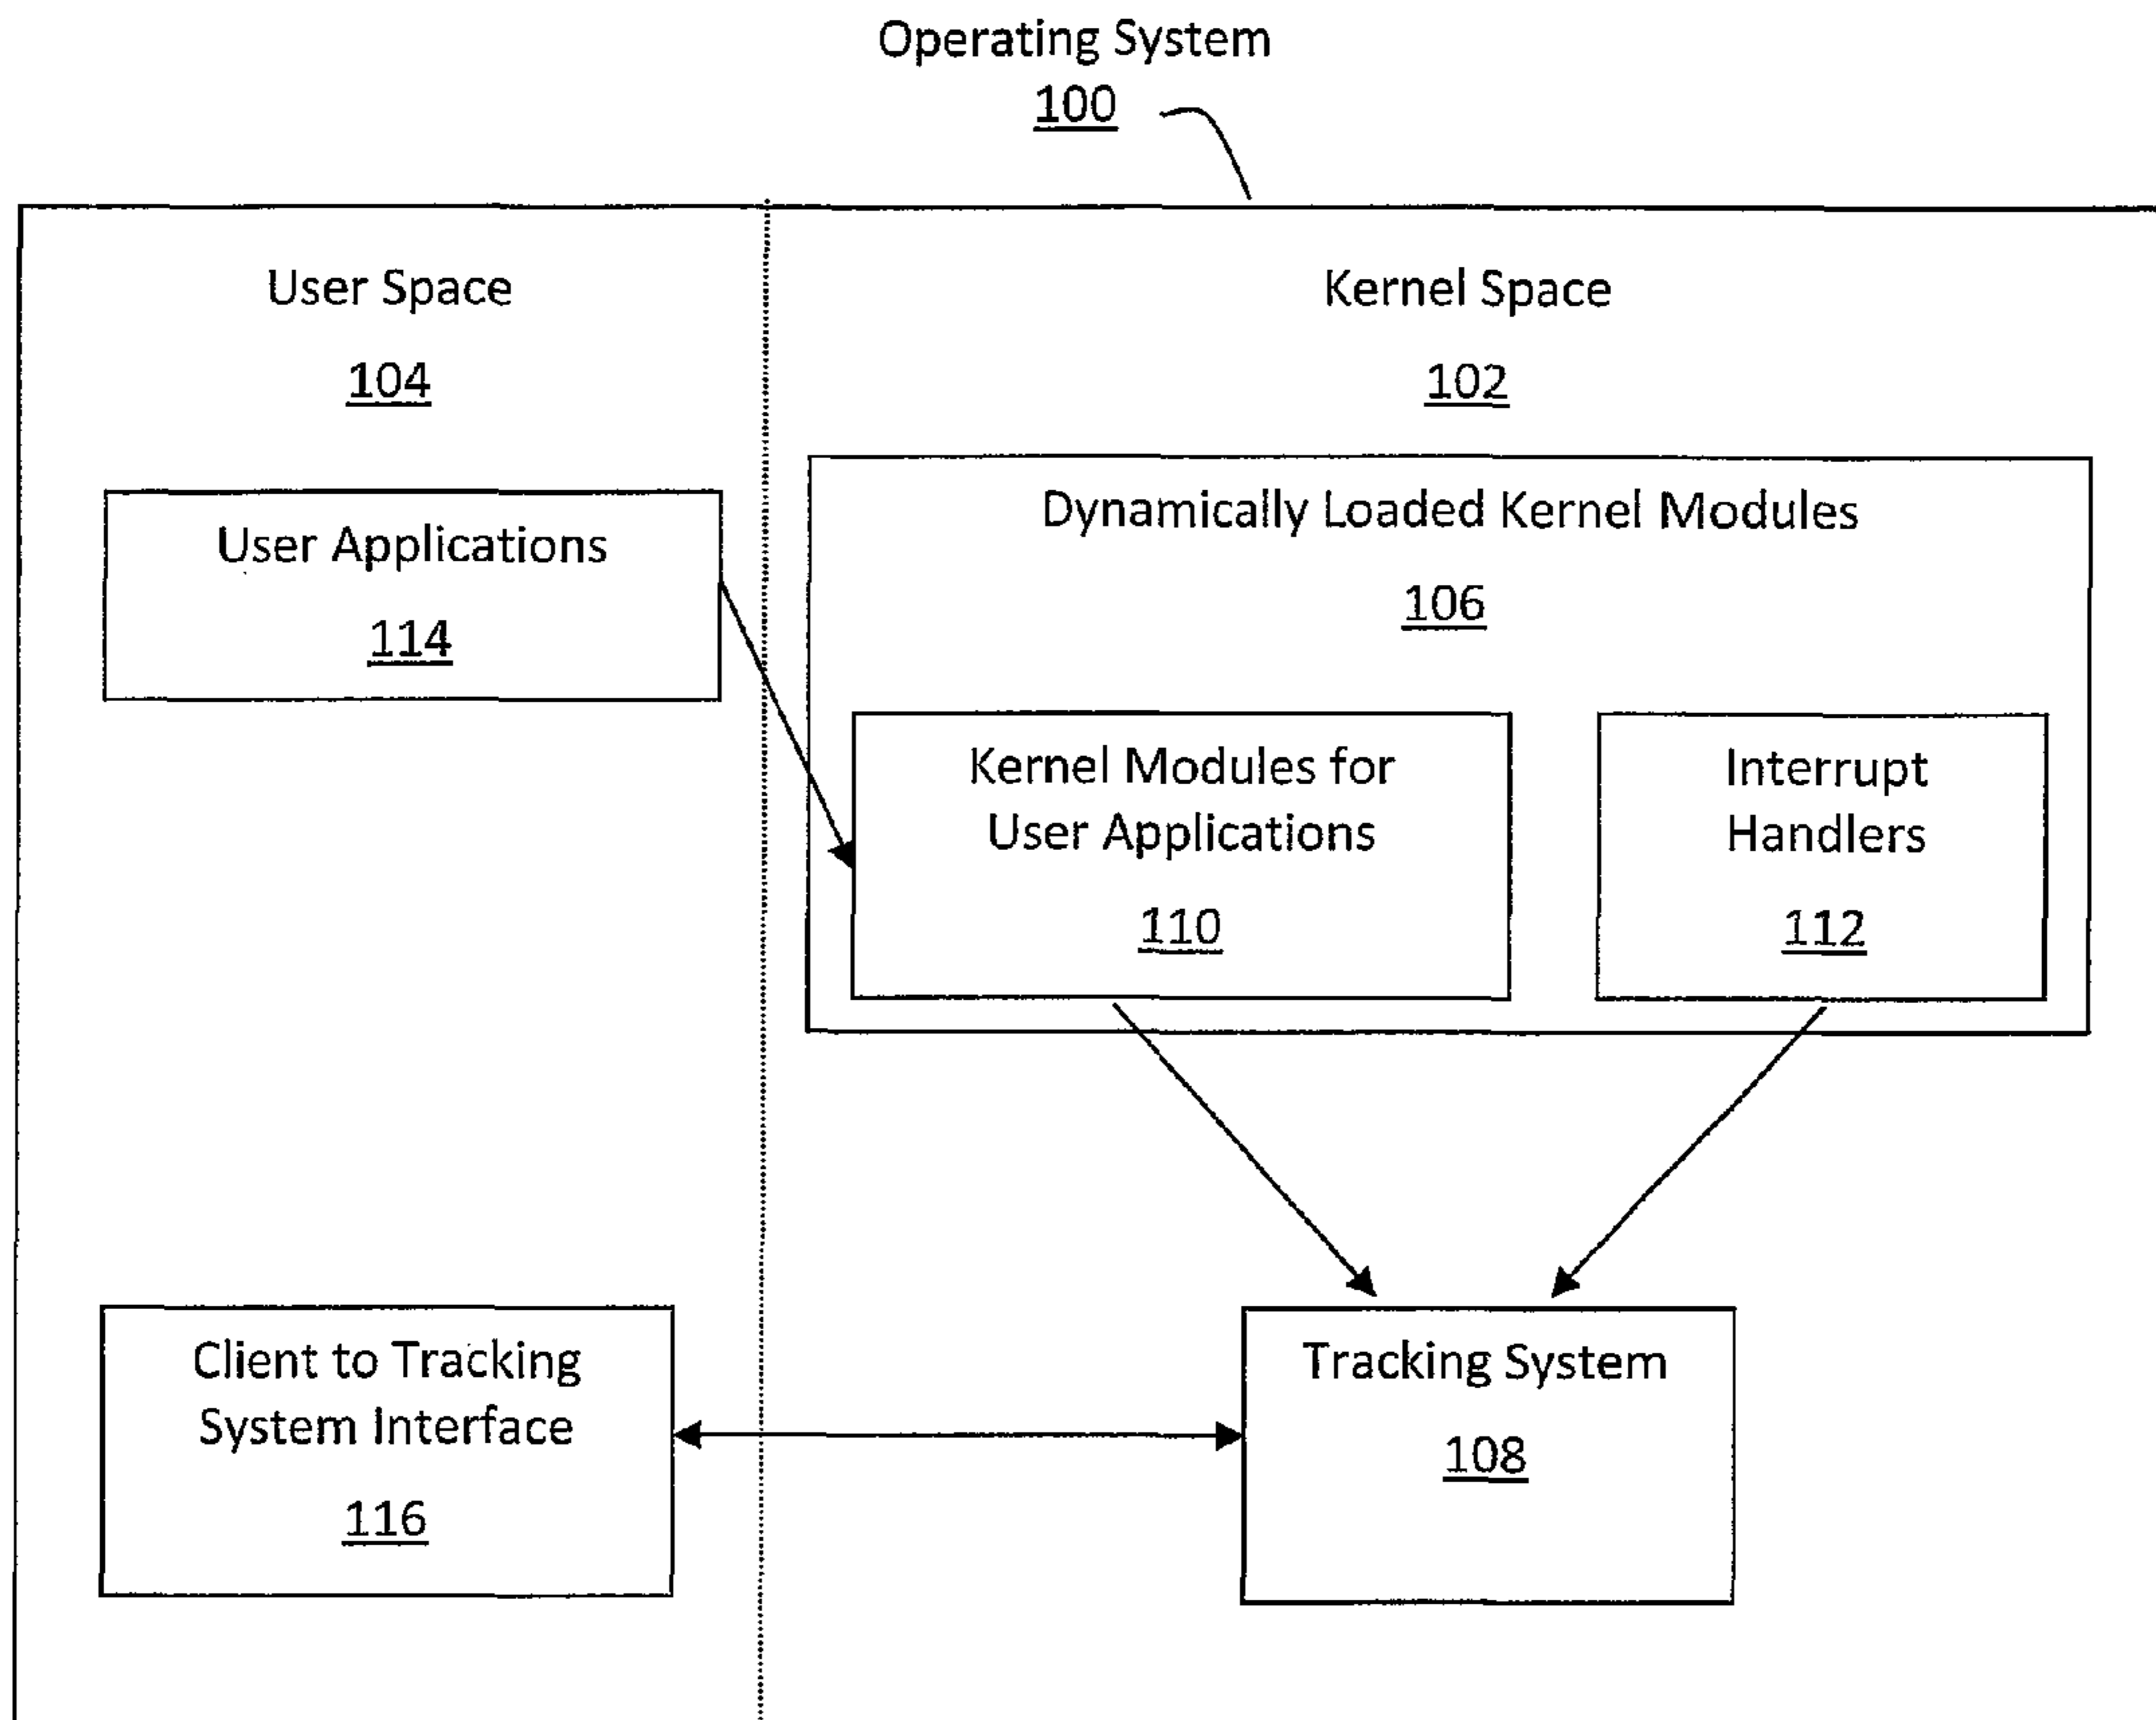 Operating System
100
User Space
104
Kernel Space
102
User Applications
114
Dynamically Loaded Kernel Modules
106
Kernel Modules for
User Applications
110
Interrupt
Handlers
112
Client to Tracking
System Interface
116
Tracking System
108